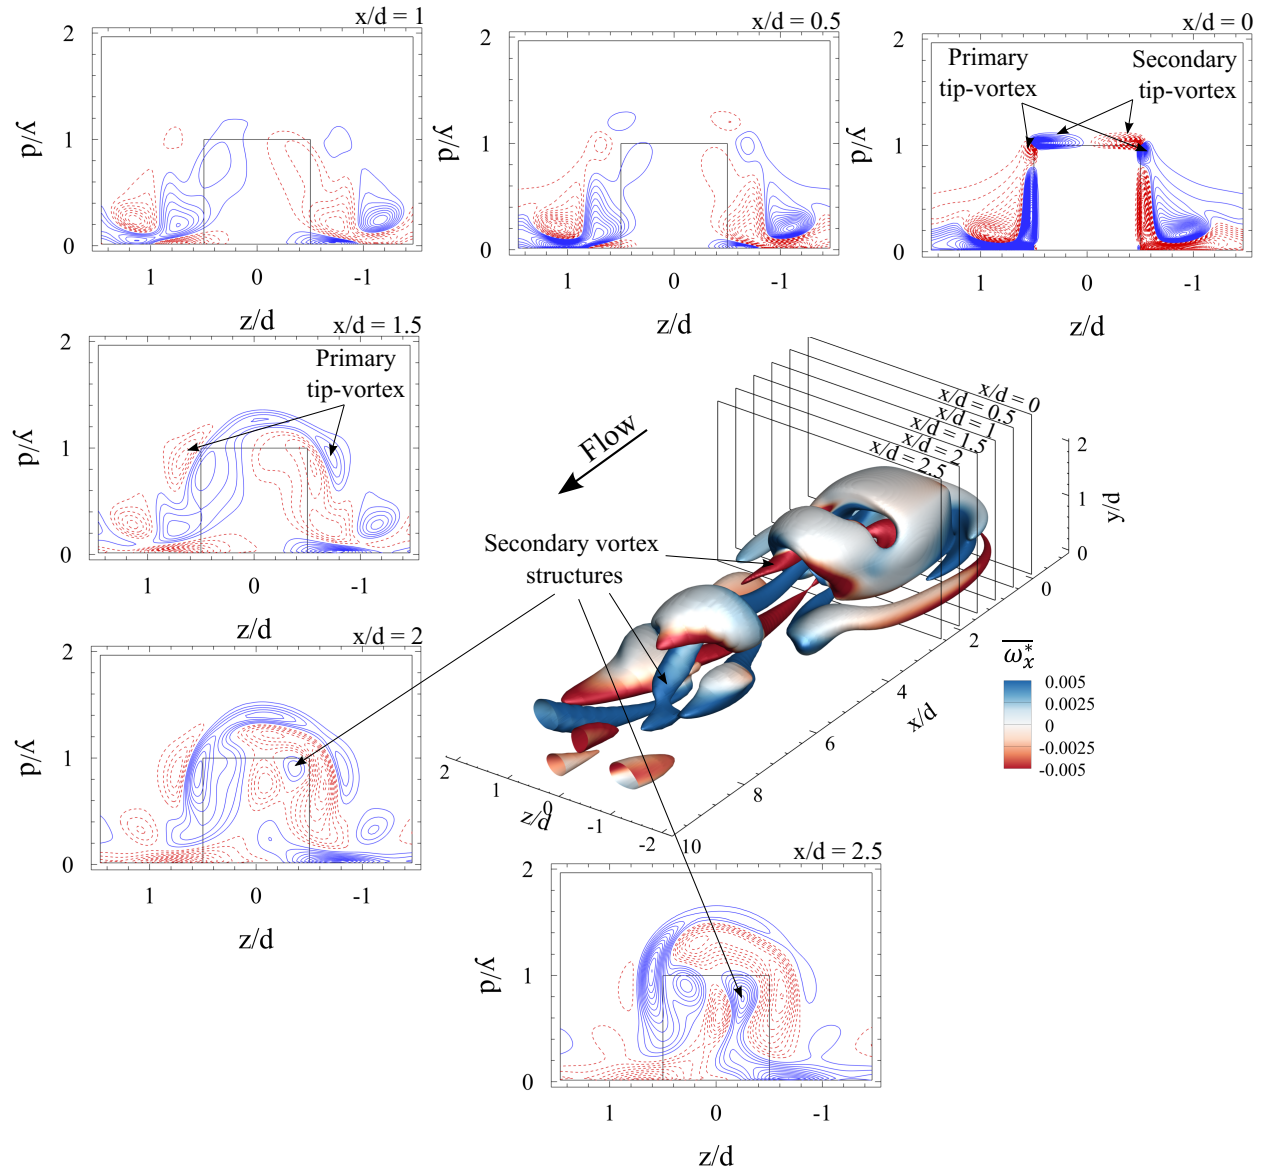 x/d = 1
2
1
0
y/d
1
0
-1
z/d
x/d = 0.5
2
1
0
y/d
1
0
-1
z/d
x/d = 0
Primary
tip-vortex
Secondary
tip-vortex
2
1
0
y/d
1
0
-1
z/d
x/d = 1.5
Primary
tip-vortex
2
1
0
y/d
1
0
-1
z/d
x/d = 2
2
1
0
y/d
1
0
-1
z/d
Flow
x/d = 0
x/d = 0.5
x/d = 1
x/d = 1.5
x/d = 2
x/d = 2.5
2
1
0
y/d
Secondary vortex
structures
0
2
4
6
8
10
x/d
2
1
0
-1
-2
z/d
ω*x
0.005
0.0025
0
-0.0025
-0.005
x/d = 2.5
2
1
0
y/d
1
0
-1
z/d